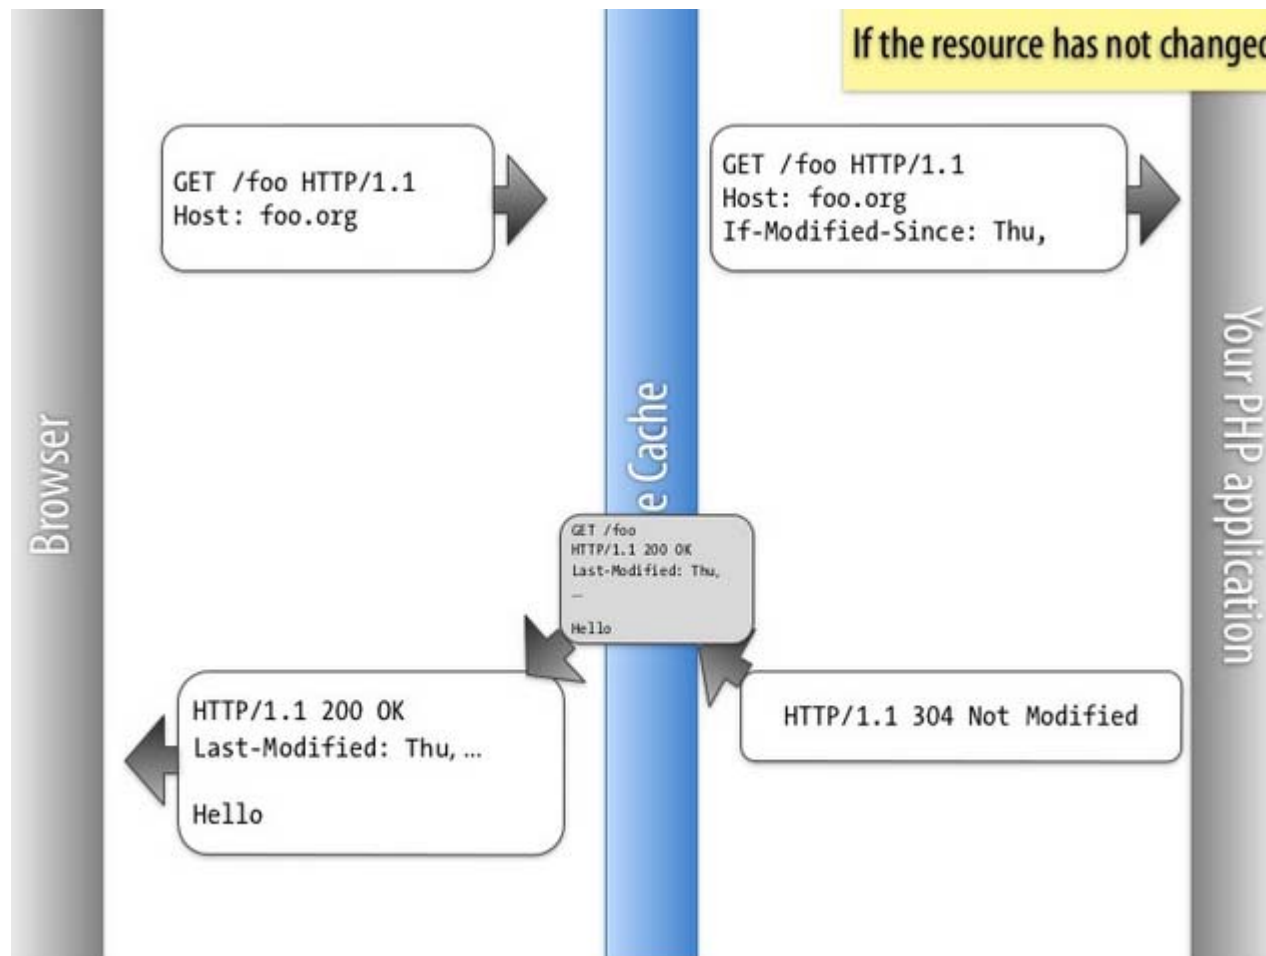 If the resource has not changed
GET /foo HTTP/1.1
Host: foo.org
GET /foo HTTP/1.1
Host: foo.org
If-Modified-Since: Thu,
Browser
e Cache
Your PHP application
GET /foo
HTTP/1.1 200 OK
Last-Modified: Thu,
...
Hello
HTTP/1.1 200 OK
Last-Modified: Thu, ...
Hello
HTTP/1.1 304 Not Modified